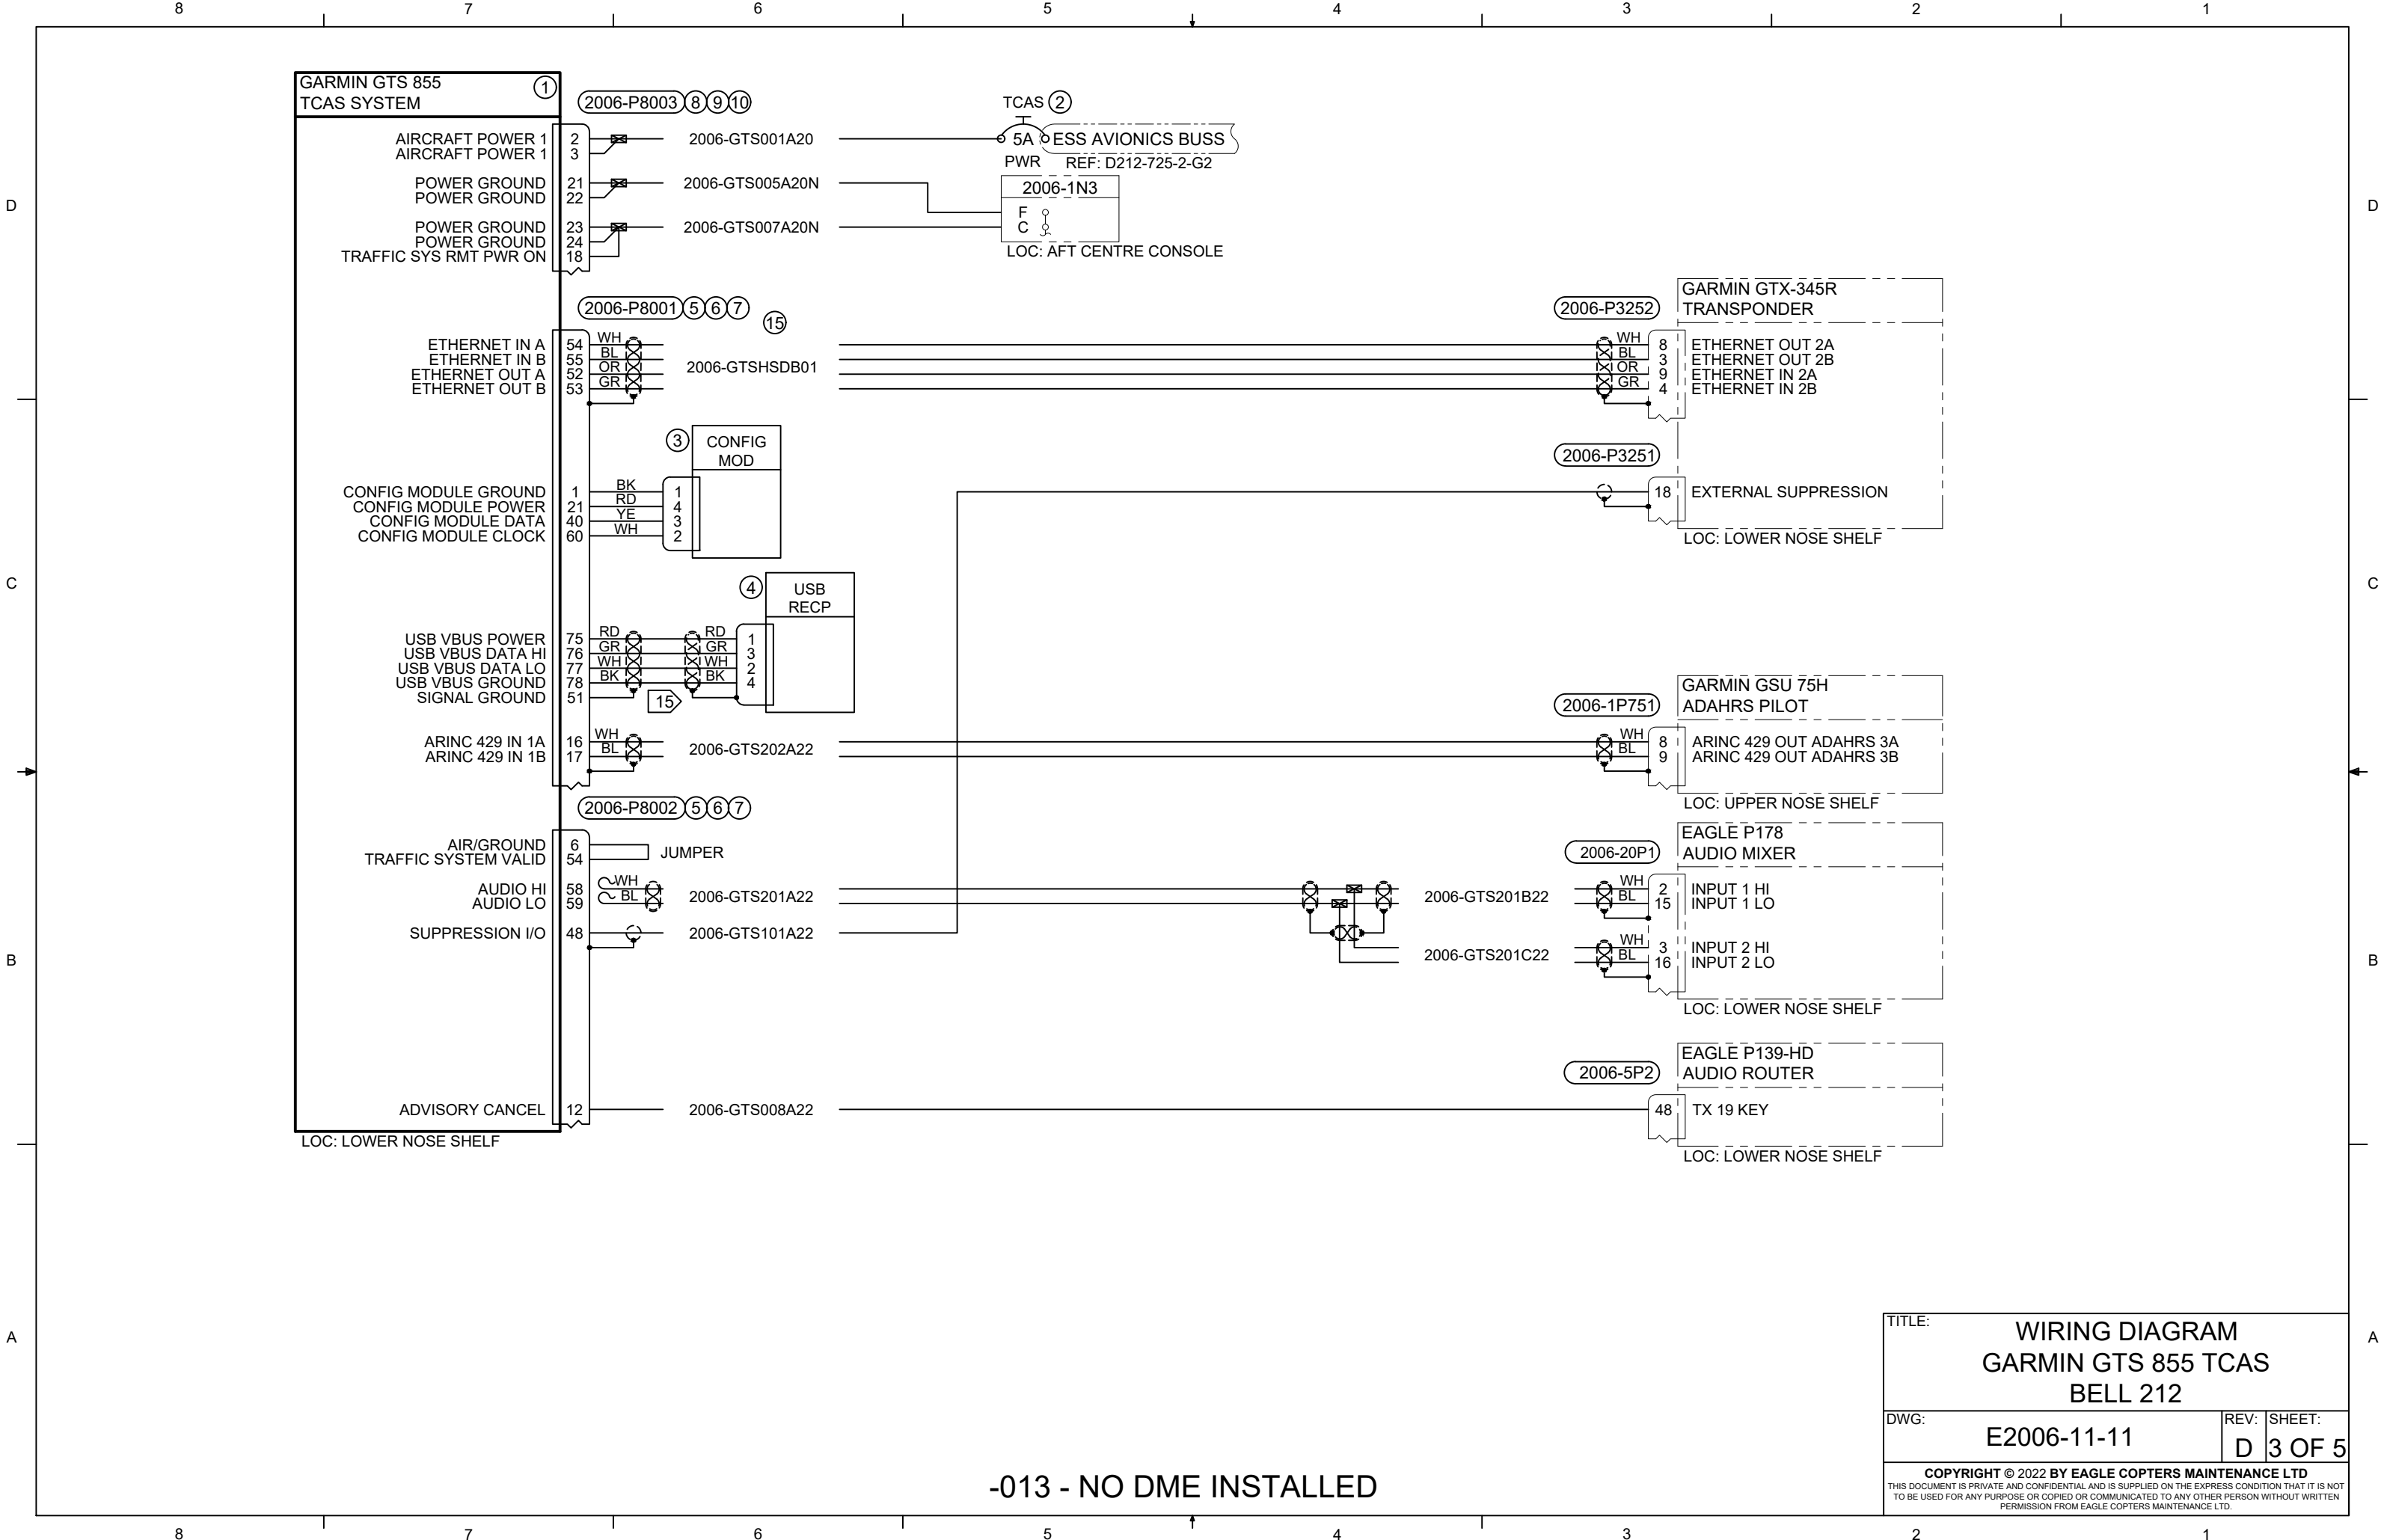 8 7 6 5 4 3 2 1
D
C
B
A
D
C
B
A
GARMIN GTS 855
TCAS SYSTEM
1
2006-P8003 8 9 10
AIRCRAFT POWER 1 2
AIRCRAFT POWER 1 3
2006-GTS001A20
POWER GROUND 21
POWER GROUND 22
2006-GTS005A20N
POWER GROUND 23
POWER GROUND 24
TRAFFIC SYS RMT PWR ON 18
2006-GTS007A20N
TCAS 2
5A ESS AVIONICS BUSS
PWR REF: D212-725-2-G2
2006-1N3
F
C
LOC: AFT CENTRE CONSOLE
2006-P8001 5 6 7
15
ETHERNET IN A 54 WH
ETHERNET IN B 55 BL
ETHERNET OUT A 52 OR
ETHERNET OUT B 53 GR
2006-GTSHSDB01
2006-P3252
GARMIN GTX-345R
TRANSPONDER
WH 8 ETHERNET OUT 2A
BL 3 ETHERNET OUT 2B
OR 9 ETHERNET IN 2A
GR 4 ETHERNET IN 2B
2006-P3251
18 EXTERNAL SUPPRESSION
LOC: LOWER NOSE SHELF
3
CONFIG
MOD
CONFIG MODULE GROUND 1 BK 1
CONFIG MODULE POWER 21 RD 4
CONFIG MODULE DATA 40 YE 3
CONFIG MODULE CLOCK 60 WH 2
4
USB
RECP
USB VBUS POWER 75 RD RD 1
USB VBUS DATA HI 76 GR GR 3
USB VBUS DATA LO 77 WH WH 2
USB VBUS GROUND 78 BK BK 4
SIGNAL GROUND 51
15
ARINC 429 IN 1A 16 WH
ARINC 429 IN 1B 17 BL
2006-GTS202A22
2006-1P751
GARMIN GSU 75H
ADAHRS PILOT
WH 8 ARINC 429 OUT ADAHRS 3A
BL 9 ARINC 429 OUT ADAHRS 3B
LOC: UPPER NOSE SHELF
2006-P8002 5 6 7
AIR/GROUND 6
TRAFFIC SYSTEM VALID 54
JUMPER
AUDIO HI 58 WH
AUDIO LO 59 BL
2006-GTS201A22
SUPPRESSION I/O 48
2006-GTS101A22
2006-GTS201B22
2006-GTS201C22
2006-20P1
EAGLE P178
AUDIO MIXER
WH 2 INPUT 1 HI
BL 15 INPUT 1 LO
WH 3 INPUT 2 HI
BL 16 INPUT 2 LO
LOC: LOWER NOSE SHELF
2006-5P2
EAGLE P139-HD
AUDIO ROUTER
ADVISORY CANCEL 12
2006-GTS008A22
48 TX 19 KEY
LOC: LOWER NOSE SHELF
LOC: LOWER NOSE SHELF
-013 - NO DME INSTALLED
TITLE:
WIRING DIAGRAM
GARMIN GTS 855 TCAS
BELL 212
DWG:
E2006-11-11
REV:
D
SHEET:
3 OF 5
COPYRIGHT © 2022 BY EAGLE COPTERS MAINTENANCE LTD
THIS DOCUMENT IS PRIVATE AND CONFIDENTIAL AND IS SUPPLIED ON THE EXPRESS CONDITION THAT IT IS NOT
TO BE USED FOR ANY PURPOSE OR COPIED OR COMMUNICATED TO ANY OTHER PERSON WITHOUT WRITTEN
PERMISSION FROM EAGLE COPTERS MAINTENANCE LTD.
8 7 6 5 4 3 2 1